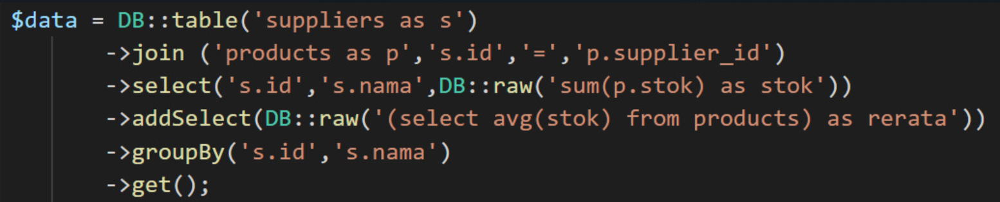 $data = DB::table('suppliers as s')
->join ('products as p','s.id','=','p.supplier_id')
->select('s.id','s.nama',DB::raw('sum(p.stok) as stok'))
->addSelect(DB::raw('(select avg(stok) from products) as rerata'))
->groupBy('s.id','s.nama')
->get();